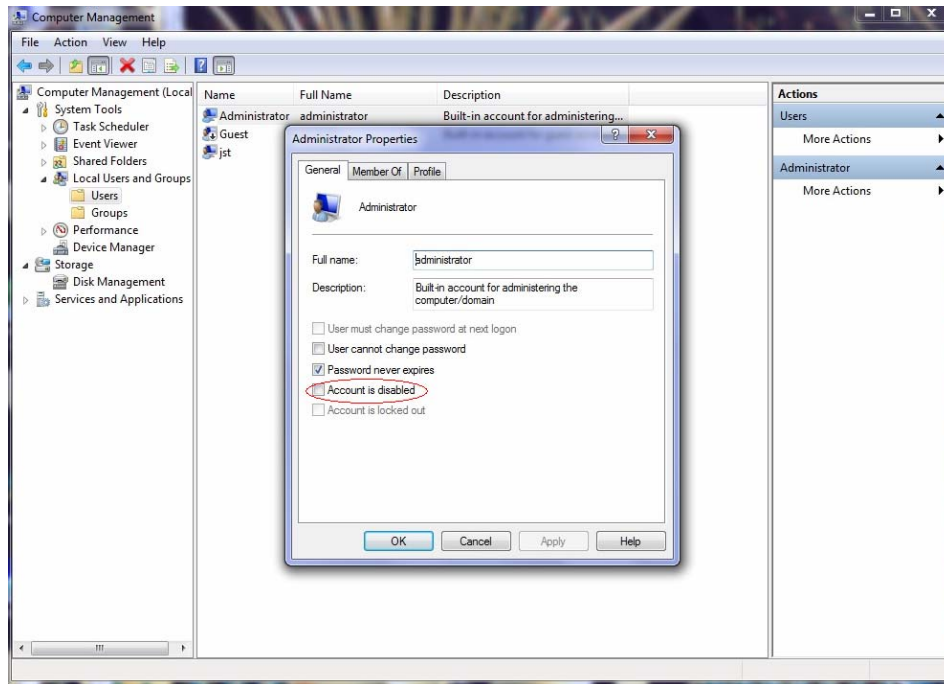 Computer Management
File Action View Help
Computer Management (Local
System Tools
Task Scheduler
Event Viewer
Shared Folders
Local Users and Groups
Users
Groups
Performance
Device Manager
Storage
Disk Management
Services and Applications
Name Full Name Description
Administrator administrator Built-in account for administering...
Guest
jst
Administrator Properties
General Member Of Profile
Administrator
Full name: administrator
Description: Built-in account for administering the
computer/domain
User must change password at next logon
User cannot change password
Password never expires
Account is disabled
Account is locked out
OK Cancel Apply Help
Actions
Users
More Actions
Administrator
More Actions